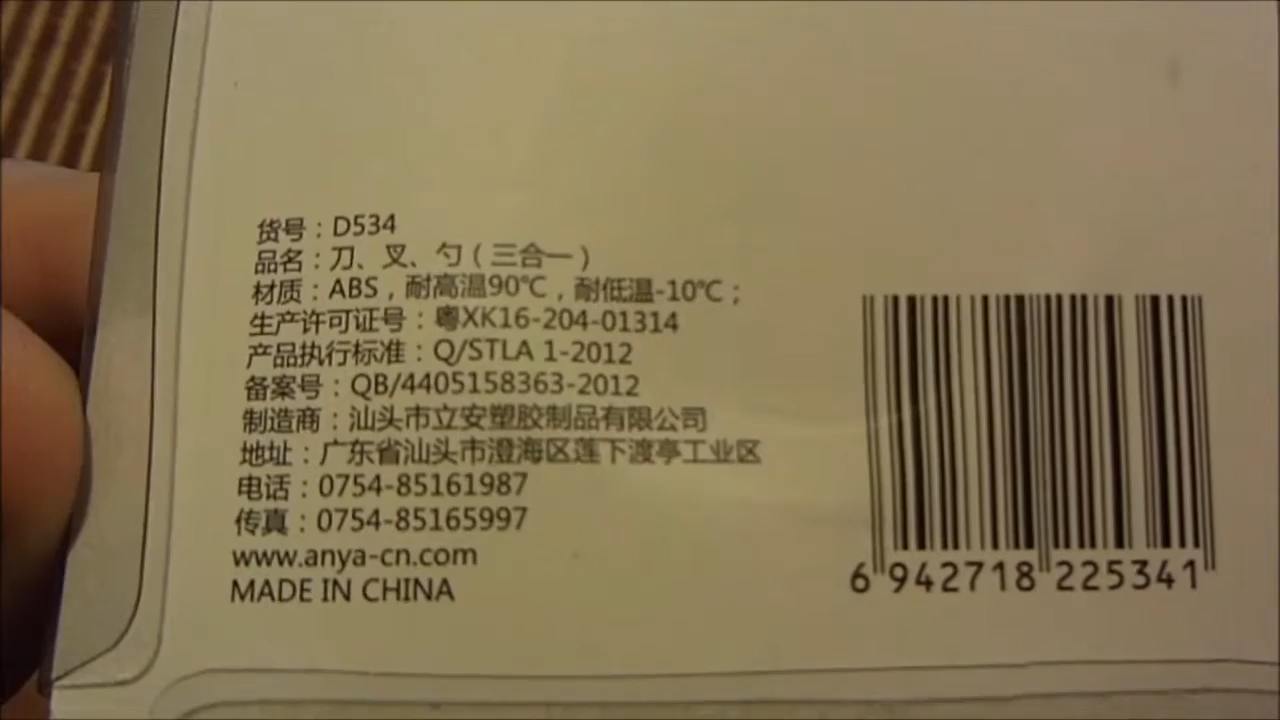 货号：D534
品名：刀、叉、勺（三合一）
材质：ABS，耐高温90℃，耐低温-10℃；
生产许可证号：粤XK16-204-01314
产品执行标准：Q/STLA 1-2012
备案号：QB/4405158363-2012
制造商：汕头市立安塑胶制品有限公司
地址：广东省汕头市澄海区莲下渡亭工业区
电话：0754-85161987
传真：0754-85165997
www.anya-cn.com
MADE IN CHINA
6 942718 225341